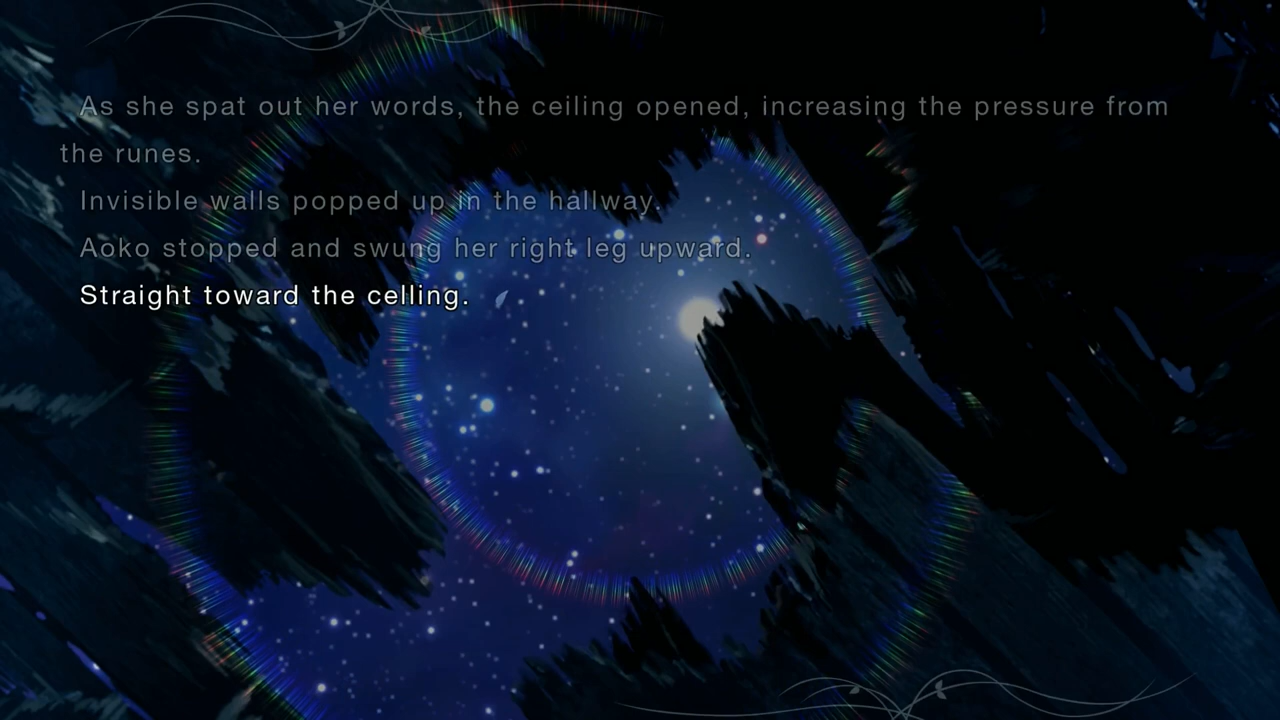 As she spat out her words, the ceiling opened, increasing the pressure from
the runes.
Invisible walls popped up in the hallway.
Aoko stopped and swung her right leg upward.
Straight toward the celling.